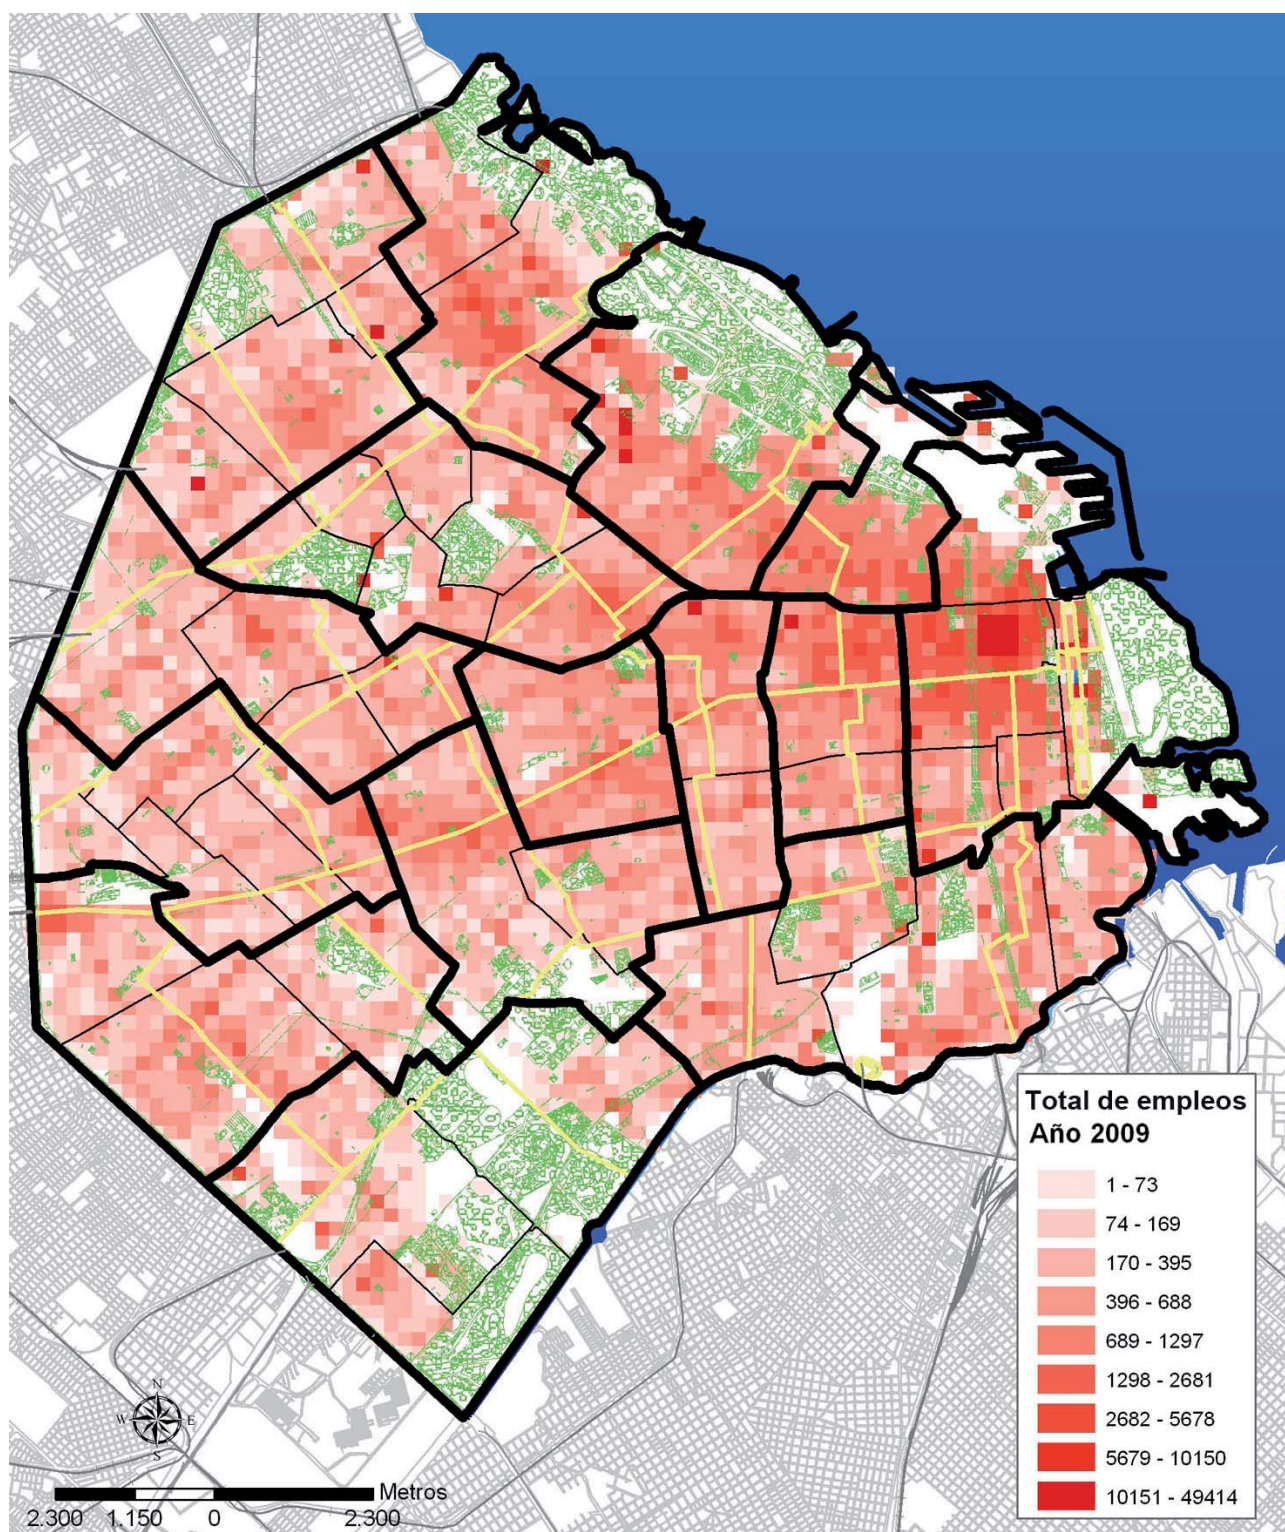 Total de empleos
Año 2009
1 - 73
74 - 169
170 - 395
396 - 688
689 - 1297
1298 - 2681
2682 - 5678
5679 - 10150
10151 - 49414
N
W E
S
Metros
2.300 1.150 0 2.300